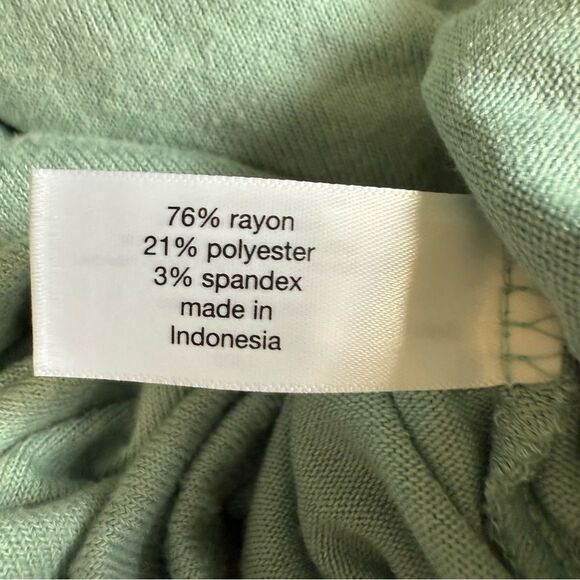 76% rayon
21% polyester
3% spandex
made in
Indonesia